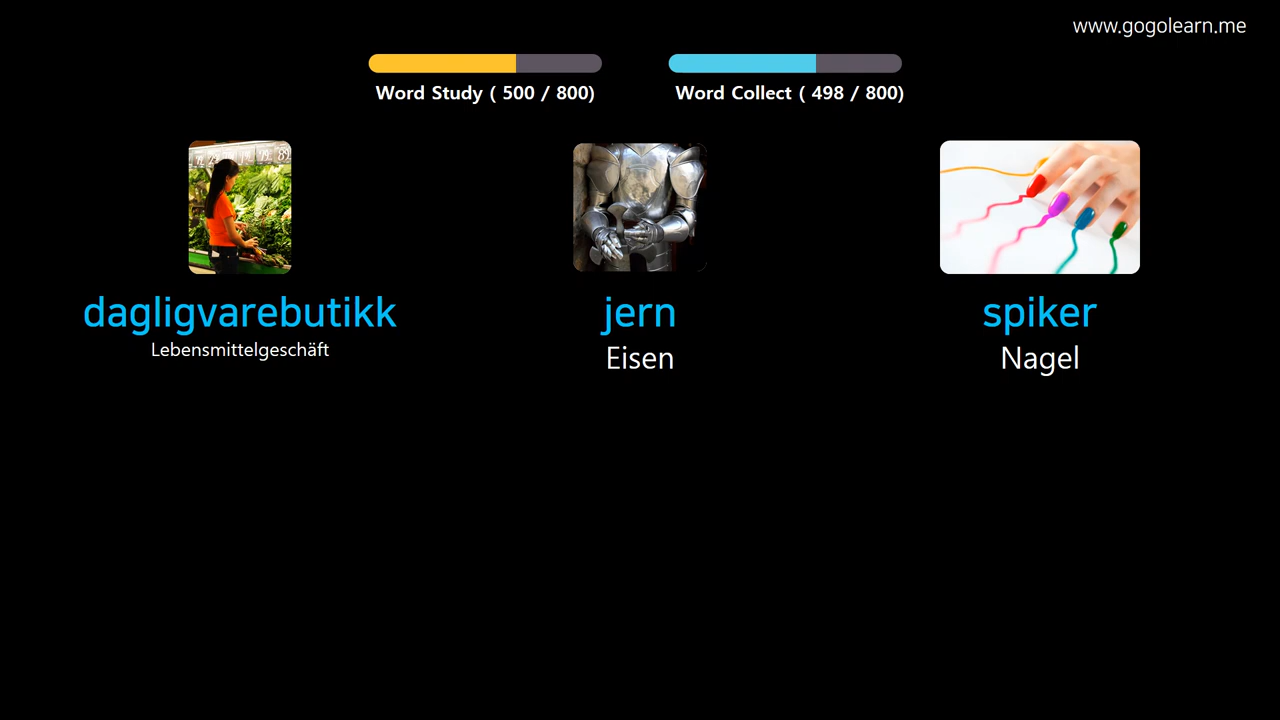 www.gogolearn.me
Word Study ( 500 / 800)
Word Collect ( 498 / 800)
dagligvarebutikk
Lebensmittelgeschäft
jern
Eisen
spiker
Nagel